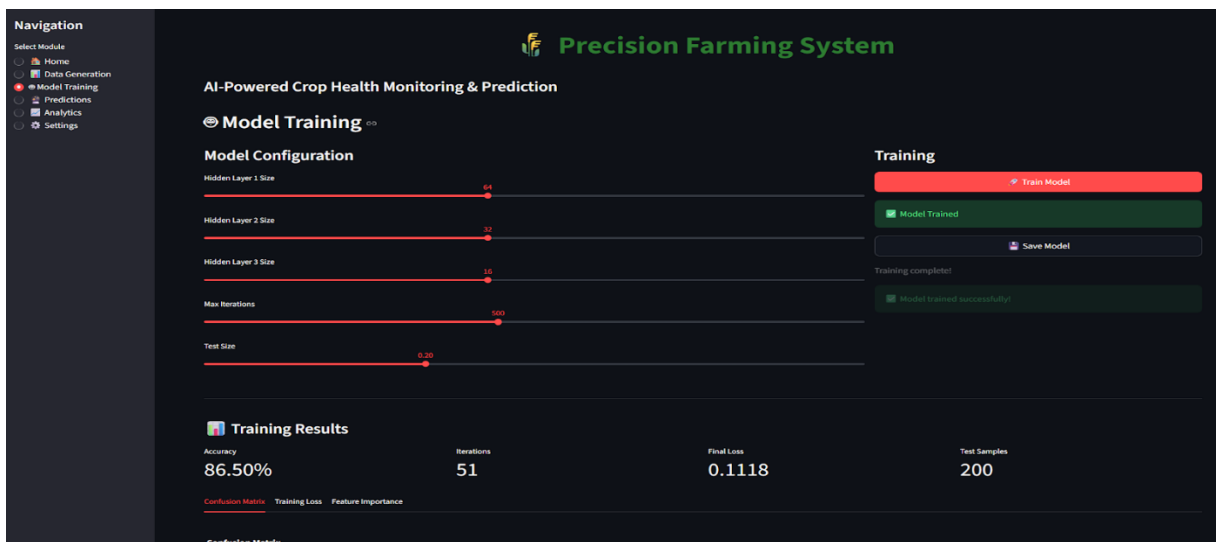 Navigation
Select Module
Home
Data Generation
Model Training
Predictions
Analytics
Settings
Precision Farming System
AI-Powered Crop Health Monitoring & Prediction
Model Training
Model Configuration
Hidden Layer 1 Size
64
Hidden Layer 2 Size
32
Hidden Layer 3 Size
16
Max Iterations
500
Test Size
0.20
Training
Train Model
Model Trained
Save Model
Training complete!
Model trained successfully!
Training Results
Accuracy Iterations Final Loss Test Samples
86.50% 51 0.1118 200
Confusion Matrix Training Loss Feature Importance
Confusion Matrix